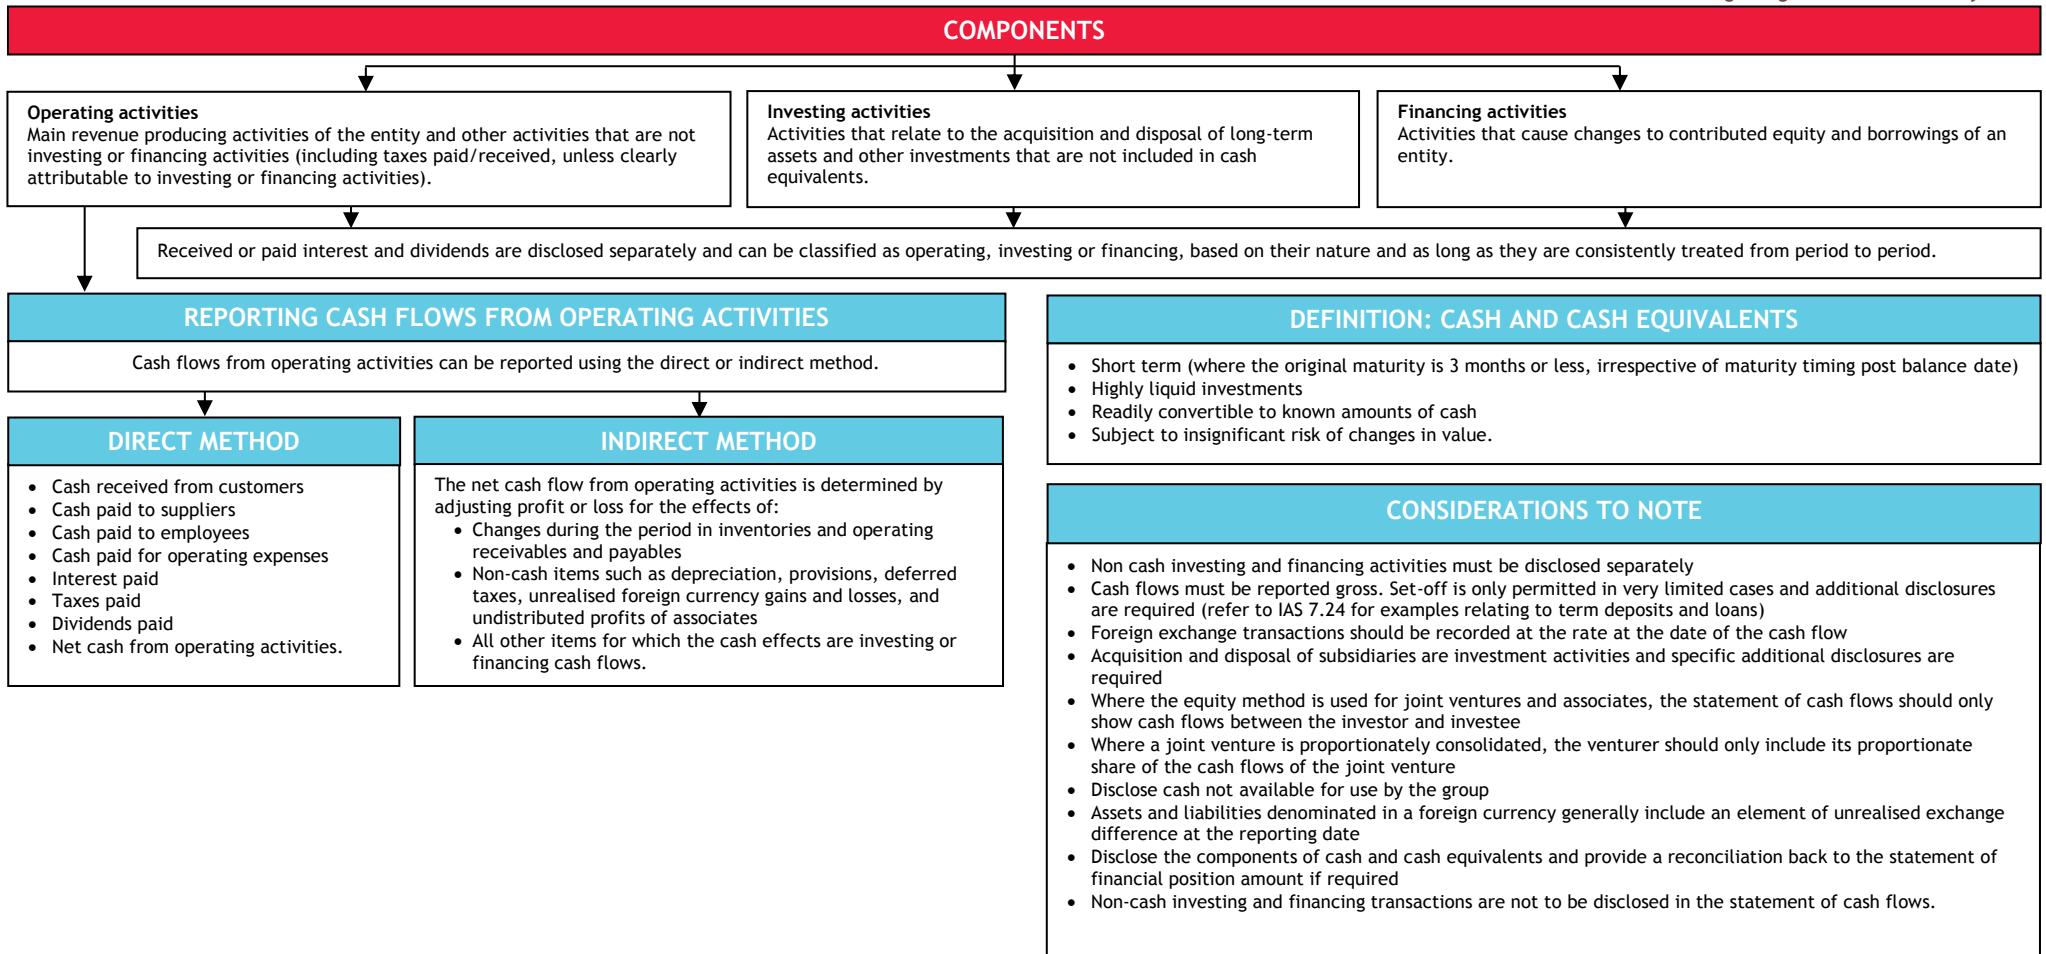 COMPONENTS
Operating activities
Main revenue producing activities of the entity and other activities that are not
investing or financing activities (including taxes paid/received, unless clearly
attributable to investing or financing activities).
Investing activities
Activities that relate to the acquisition and disposal of long-term
assets and other investments that are not included in cash
equivalents.
Financing activities
Activities that cause changes to contributed equity and borrowings of an
entity.
Received or paid interest and dividends are disclosed separately and can be classified as operating, investing or financing, based on their nature and as long as they are consistently treated from period to period.
REPORTING CASH FLOWS FROM OPERATING ACTIVITIES
Cash flows from operating activities can be reported using the direct or indirect method.
DIRECT METHOD
• Cash received from customers
• Cash paid to suppliers
• Cash paid to employees
• Cash paid for operating expenses
• Interest paid
• Taxes paid
• Dividends paid
• Net cash from operating activities.
INDIRECT METHOD
The net cash flow from operating activities is determined by
adjusting profit or loss for the effects of:
• Changes during the period in inventories and operating
receivables and payables
• Non-cash items such as depreciation, provisions, deferred
taxes, unrealised foreign currency gains and losses, and
undistributed profits of associates
• All other items for which the cash effects are investing or
financing cash flows.
DEFINITION: CASH AND CASH EQUIVALENTS
• Short term (where the original maturity is 3 months or less, irrespective of maturity timing post balance date)
• Highly liquid investments
• Readily convertible to known amounts of cash
• Subject to insignificant risk of changes in value.
CONSIDERATIONS TO NOTE
• Non cash investing and financing activities must be disclosed separately
• Cash flows must be reported gross. Set-off is only permitted in very limited cases and additional disclosures
are required (refer to IAS 7.24 for examples relating to term deposits and loans)
• Foreign exchange transactions should be recorded at the rate at the date of the cash flow
• Acquisition and disposal of subsidiaries are investment activities and specific additional disclosures are
required
• Where the equity method is used for joint ventures and associates, the statement of cash flows should only
show cash flows between the investor and investee
• Where a joint venture is proportionately consolidated, the venturer should only include its proportionate
share of the cash flows of the joint venture
• Disclose cash not available for use by the group
• Assets and liabilities denominated in a foreign currency generally include an element of unrealised exchange
difference at the reporting date
• Disclose the components of cash and cash equivalents and provide a reconciliation back to the statement of
financial position amount if required
• Non-cash investing and financing transactions are not to be disclosed in the statement of cash flows.